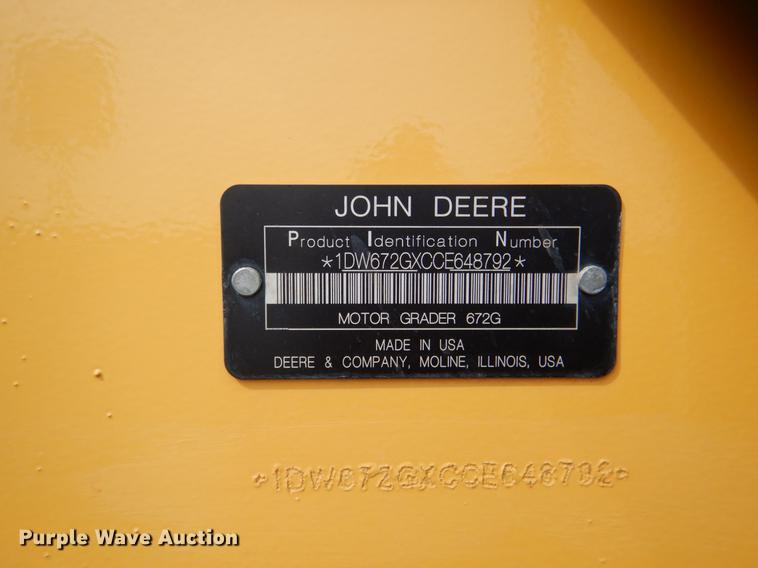 JOHN DEERE
Product Identification Number
*1DW672GXCCE648792*
MOTOR GRADER 672G
MADE IN USA
DEERE & COMPANY, MOLINE, ILLINOIS, USA
*1DW672GXCCE648792*
Purple Wave Auction